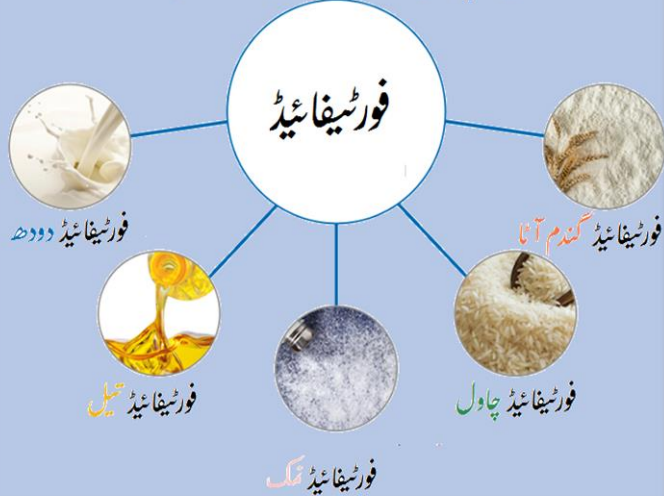 فورٹیفائیڈ
فورٹیفائیڈ گندم آٹا
فورٹیفائیڈ دودھ
فورٹیفائیڈ چاول
فورٹیفائیڈ تیل
فورٹیفائیڈ نمک